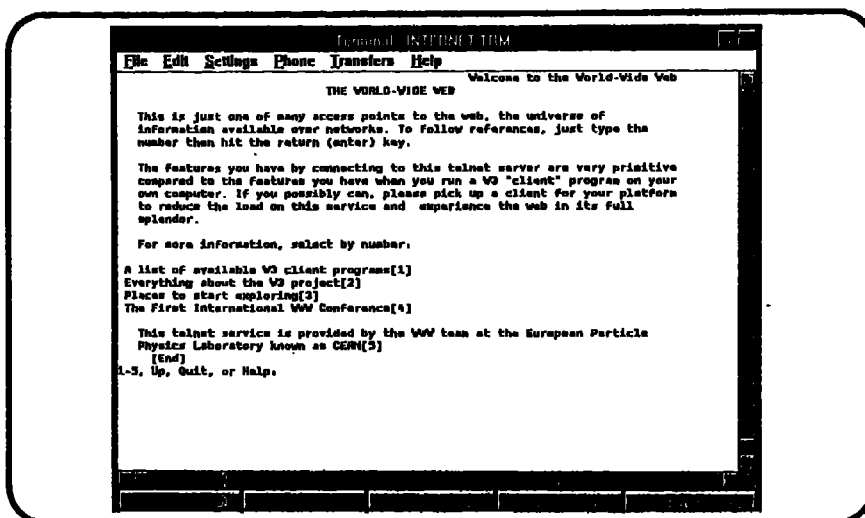 Terminal - INTERNET.TRM
File Edit Settings Phone Transfers Help
Welcome to the World-Wide Web
THE WORLD-WIDE WEB
This is just one of many access points to the web, the universe of
information available over networks. To follow references, just type the
number then hit the return (enter) key.
The features you have by connecting to this telnet server are very primitive
compared to the features you have when you run a W3 "client" program on your
own computer. If you possibly can, please pick up a client for your platform
to reduce the load on this service and experience the web in its full
splendor.
For more information, select by number:
A list of available W3 client programs[1]
Everything about the W3 project[2]
Places to start exploring[3]
The First International WWW Conference[4]
This telnet service is provided by the WWW team at the European Particle
Physics Laboratory known as CERN[5]
[End]
1-5, Up, Quit, or Help: